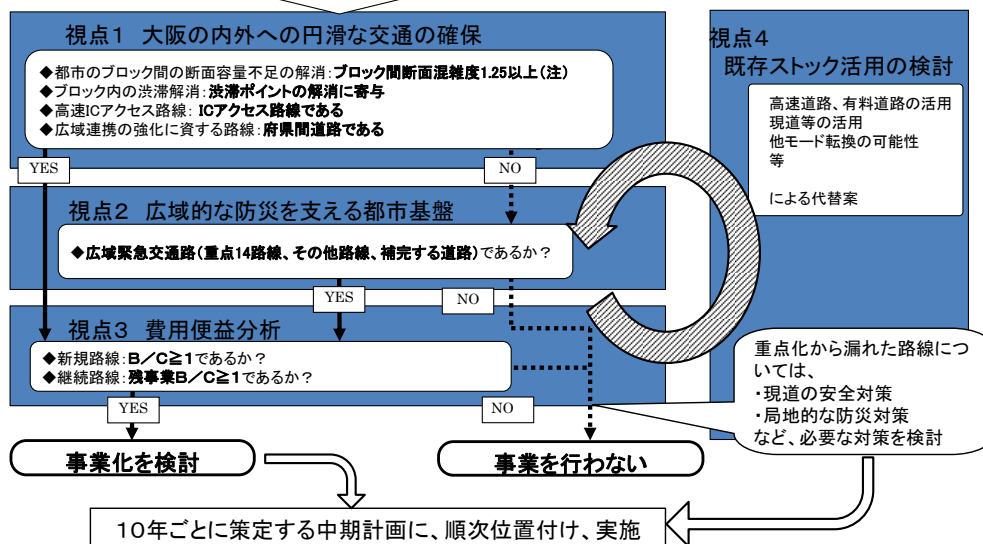 視点1 大阪の内外への円滑な交通の確保
◆都市のブロック間の断面容量不足の解消:ブロック間断面混雑度1.25以上(注)
◆ブロック内の渋滞解消:渋滞ポイントの解消に寄与
◆高速ICアクセス路線:ICアクセス路線である
◆広域連携の強化に資する路線:府県間道路である
YES
NO
視点2 広域的な防災を支える都市基盤
◆広域緊急交通路(重点14路線、その他路線、補完する道路)であるか?
YES
NO
視点3 費用便益分析
◆新規路線:B/C≧1であるか?
◆継続路線:残事業B/C≧1であるか?
YES
NO
事業化を検討
事業を行わない
視点4
既存ストック活用の検討
高速道路、有料道路の活用
現道等の活用
他モード転換の可能性
等
による代替案
重点化から漏れた路線につ
いては、
・現道の安全対策
・局地的な防災対策
など、必要な対策を検討
10年ごとに策定する中期計画に、順次位置付け、実施